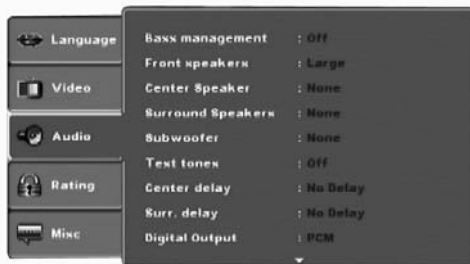 Language
Video
Audio
Rating
Misc
Bass management : Off
Front speakers : Large
Center Speaker : None
Surround Speakers : None
Subwoofer : None
Test tones : Off
Center delay : No Delay
Surr. delay : No Delay
Digital Output : PCM